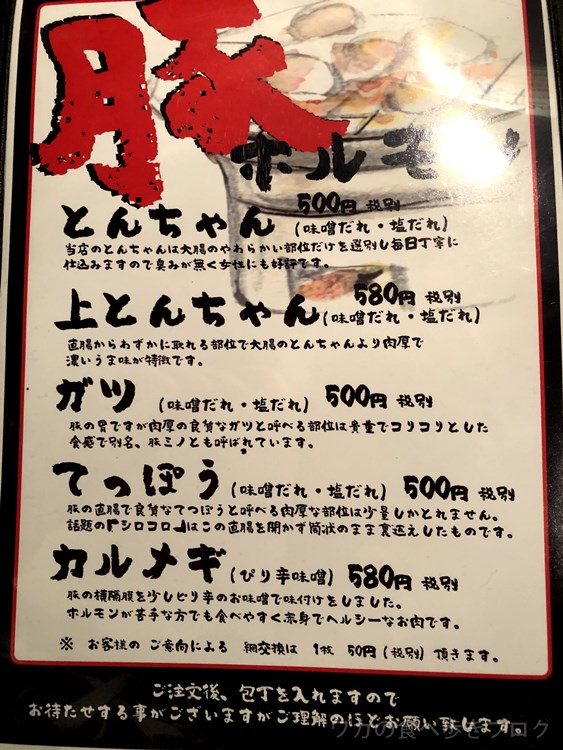 豚
ホルモン
とんちゃん 500円 税別
(味噌だれ・塩だれ)
当店のとんちゃんは大腸のやわらかい部位だけを選別し毎日丁寧に
仕込みますので臭みが無く女性にも好評です。
上とんちゃん 580円 税別
(味噌だれ・塩だれ)
直腸からわずかに取れる部位で大腸のとんちゃんより肉厚で
濃いうま味が特徴です。
ガツ (味噌だれ・塩だれ) 500円 税別
豚の胃ですが肉厚の良質なガツと呼べる部位は貴重でコリコリとした
食感で別名、豚ミノとも呼ばれています。
てっぽう (味噌だれ・塩だれ) 500円 税別
豚の直腸で良質なてっぽうと呼べる肉厚な部位は少量しかとれません。
話題の『シロコロ』はこの直腸を開かず筒状のまま裏返えしたものです。
カルメギ (ぴり辛味噌) 580円 税別
豚の横隔膜を少しピリ辛のお味噌で味付けをしました。
ホルモンが苦手な方でも食べやすく赤身でヘルシーなお肉です。
※ お客様の ご意向による 網交換は 1枚 50円(税別) 頂きます。
ご注文後、包丁を入れますので
お待たせする事がございますがご理解のほどお願い致します。
ウカの食べ歩きブログ